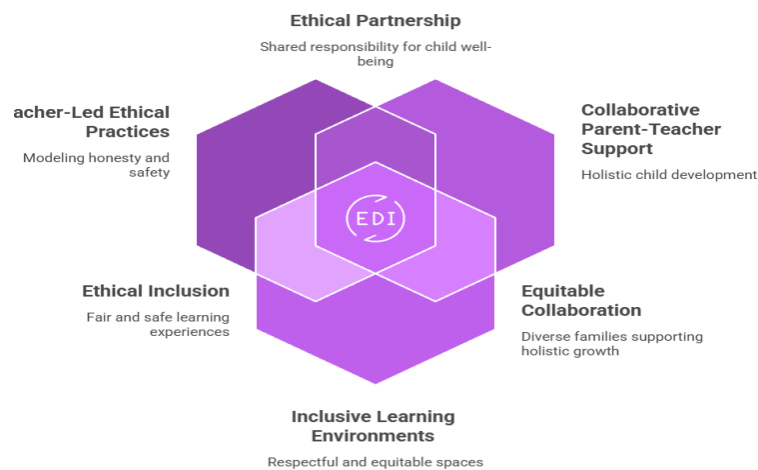 Ethical Partnership
Shared responsibility for child well-
being
acher-Led Ethical
Practices
Modeling honesty and
safety
Collaborative
Parent-Teacher
Support
Holistic child development
EDI
Ethical Inclusion
Fair and safe learning
experiences
Equitable
Collaboration
Diverse families supporting
holistic growth
Inclusive Learning
Environments
Respectful and equitable spaces